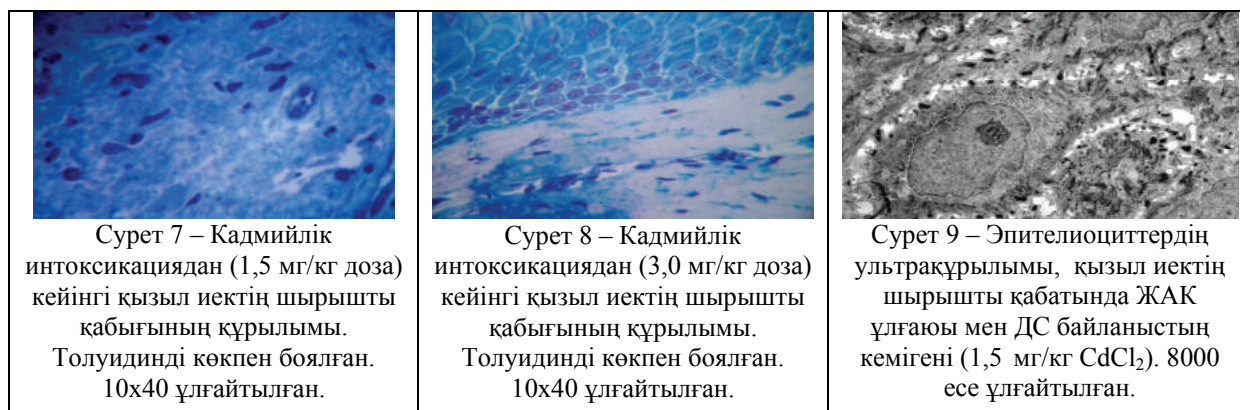 Сурет 7 – Кадмийлік
интоксикациядан (1,5 мг/кг доза)
кейінгі қызыл иектің шырышты
қабығының құрылымы.
Толуидинді көкпен боялған.
10х40 ұлғайтылған.
Сурет 8 – Кадмийлік
интоксикациядан (3,0 мг/кг доза)
кейінгі қызыл иектің шырышты
қабығының құрылымы.
Толуидинді көкпен боялған.
10х40 ұлғайтылған.
Сурет 9 – Эпителиоциттердің
ультрақұрылымы, қызыл иектің
шырышты қабатында ЖАК
ұлғаюы мен ДС байланыстың
кемігені (1,5 мг/кг CdCl₂). 8000
есе ұлғайтылған.